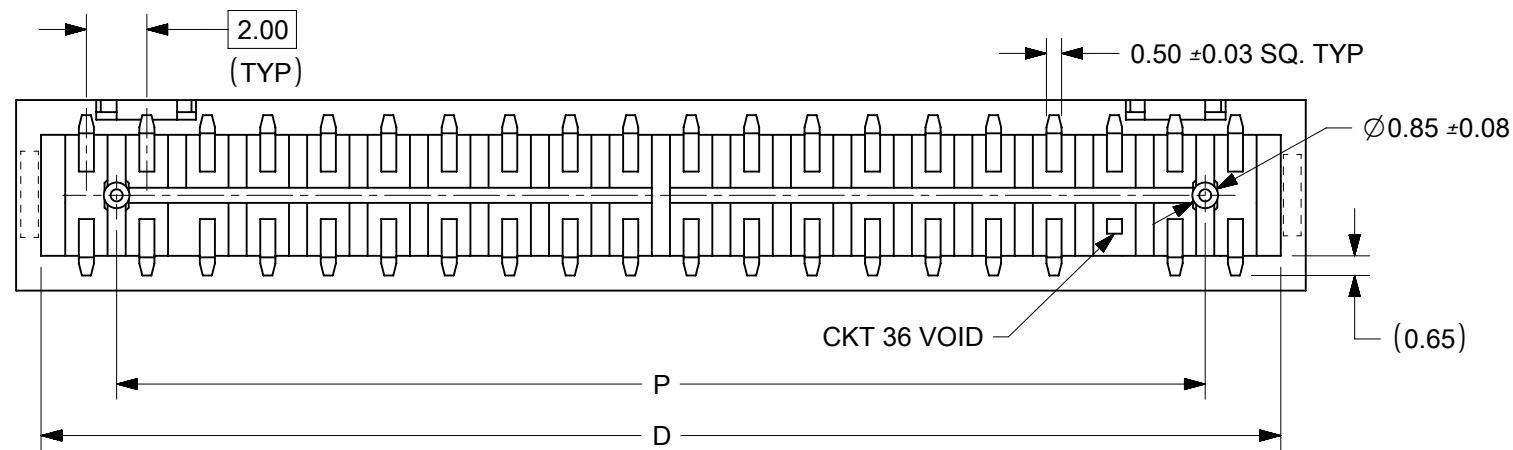 2.00
(TYP)
0.50 ±0.03 SQ. TYP
∅0.85 ±0.08
CKT 36 VOID
(0.65)
P
D